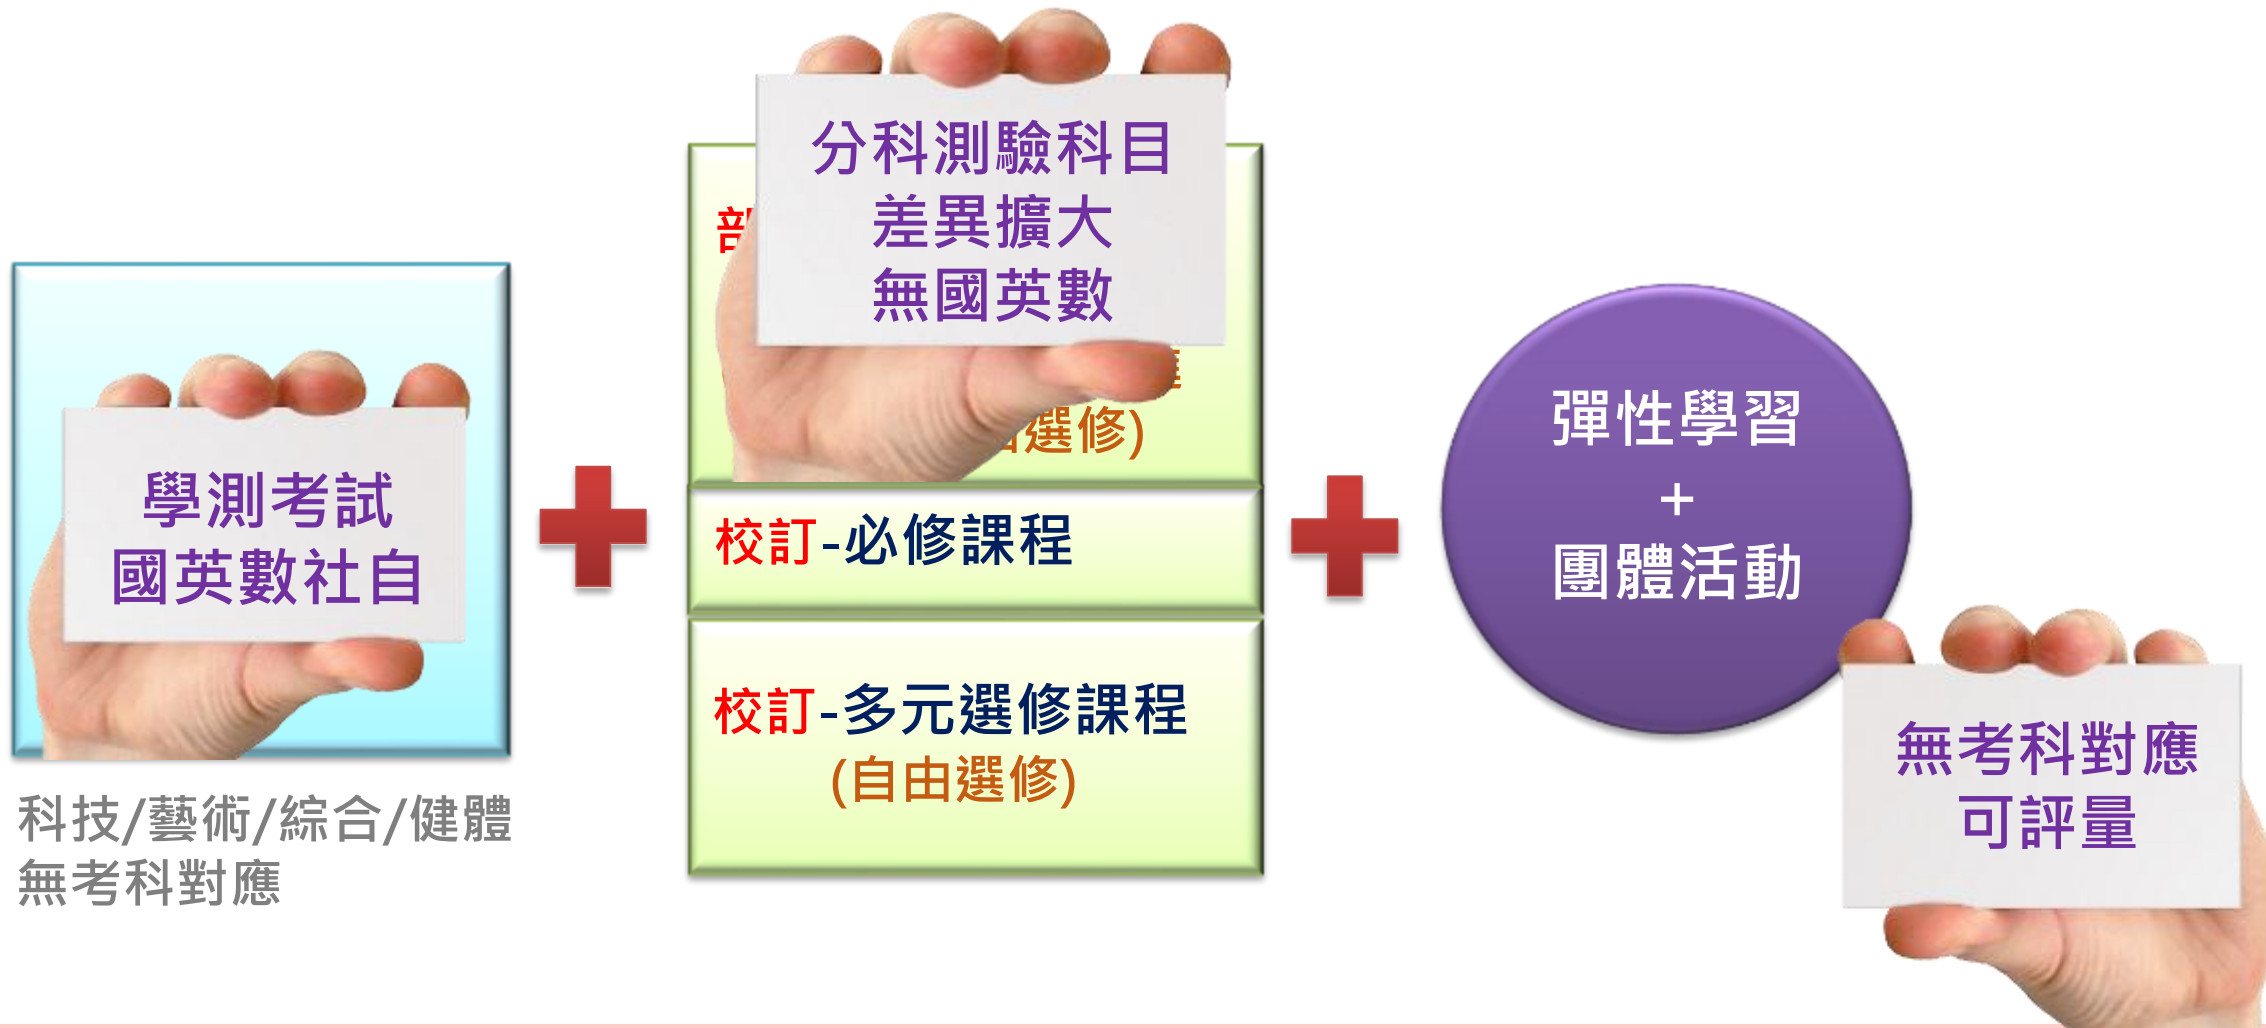 學測考試
國英數社自
科技/藝術/綜合/健體
無考科對應
分科測驗科目
差異擴大
無國英數
部
選修)
校訂-必修課程
校訂-多元選修課程
(自由選修)
彈性學習
+
團體活動
無考科對應
可評量